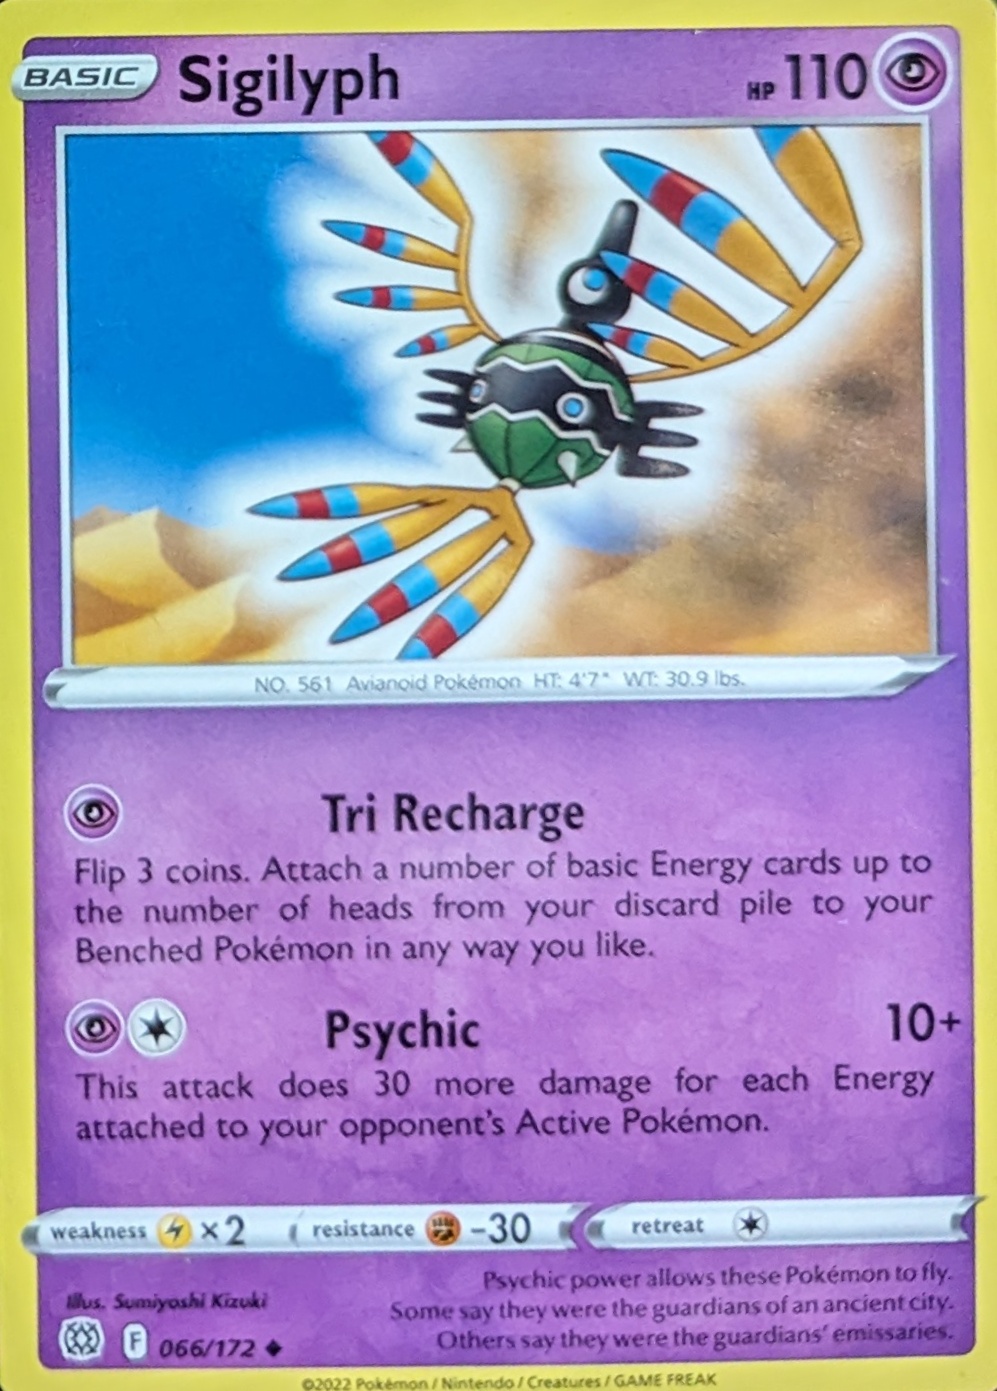 BASIC Sigilyph HP 110
NO. 561 Avianoid Pokémon HT: 4'7" WT: 30.9 lbs.
Tri Recharge
Flip 3 coins. Attach a number of basic Energy cards up to
the number of heads from your discard pile to your
Benched Pokémon in any way you like.
Psychic 10+
This attack does 30 more damage for each Energy
attached to your opponent's Active Pokémon.
weakness ×2 resistance -30 retreat
Illus. Sumiyoshi Kizuki
Psychic power allows these Pokémon to fly.
Some say they were the guardians of an ancient city.
Others say they were the guardians' emissaries.
F 066/172 ◆
©2022 Pokémon / Nintendo / Creatures / GAME FREAK